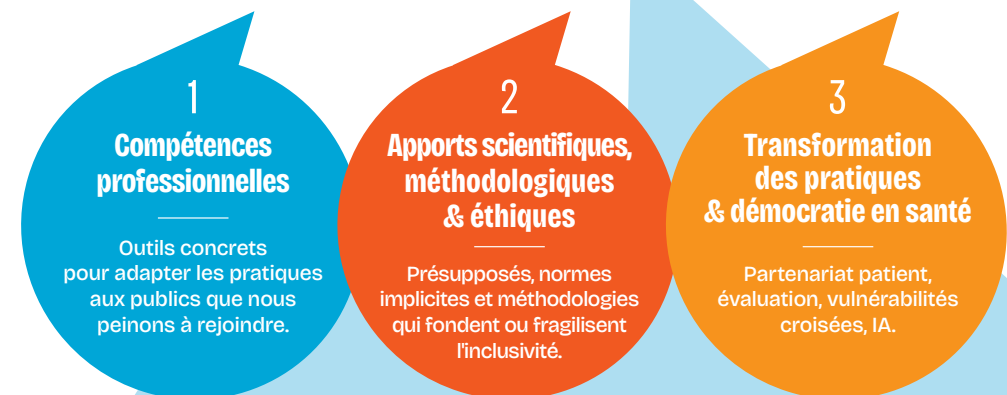 1
Compétences
professionnelles
Outils concrets
pour adapter les pratiques
aux publics que nous
peinons à rejoindre.
2
Apports scientifiques,
méthodologiques
& éthiques
Présupposés, normes
implicites et méthodologies
qui fondent ou fragilisent
l'inclusivité.
3
Transformation
des pratiques
& démocratie en santé
Partenariat patient,
évaluation, vulnérabilités
croisées, IA.